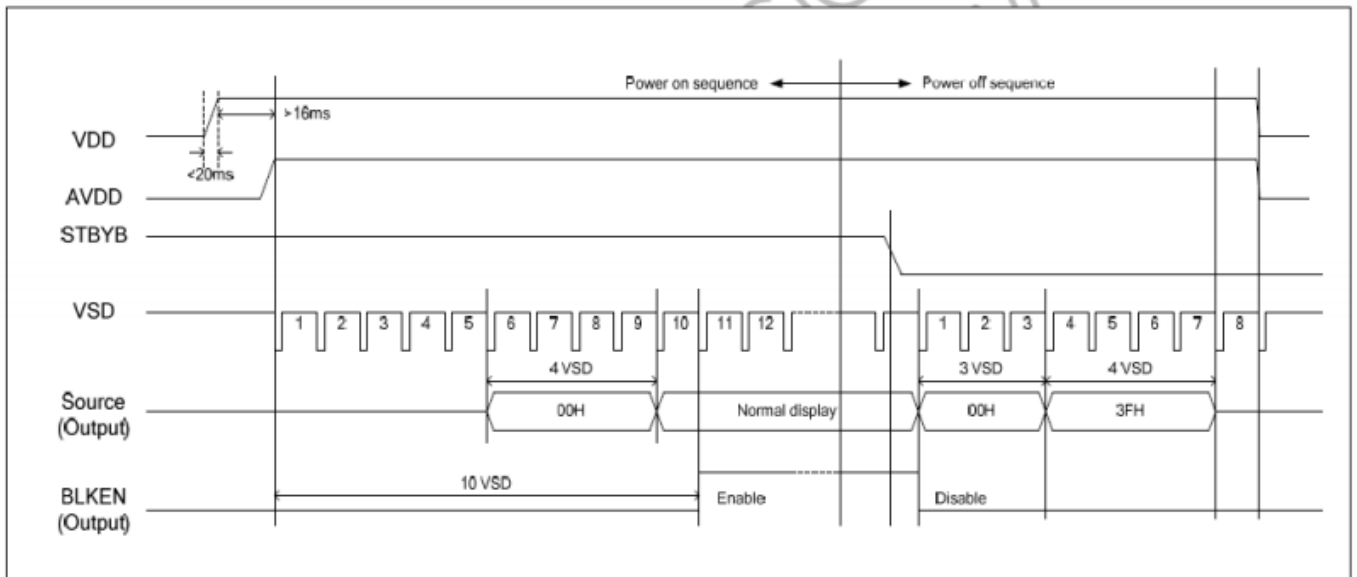 Power on sequence Power off sequence
>16ms
VDD
<20ms
AVDD
STBYB
VSD
1 2 3 4 5 6 7 8 9 10 11 12 1 2 3 4 5 6 7 8
4 VSD 3 VSD 4 VSD
Source
(Output)
00H Normal display 00H 3FH
10 VSD
BLKEN
(Output)
Enable Disable